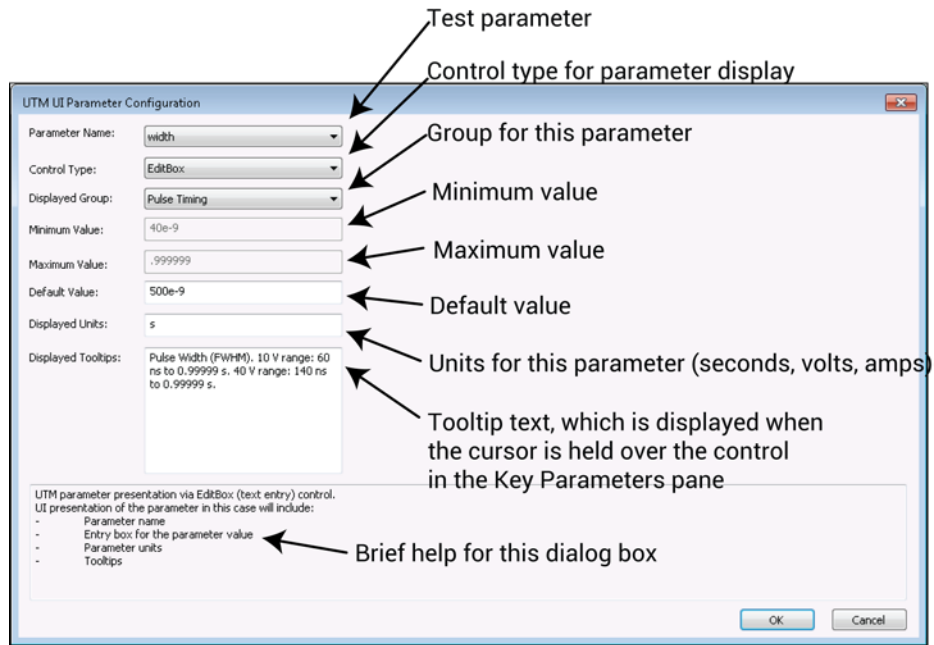 Test parameter
Control type for parameter display
UTM UI Parameter Configuration
Parameter Name:
width
Group for this parameter
Control Type:
EditBox
Displayed Group:
Pulse Timing
Minimum value
Minimum Value:
40e-9
Maximum value
Maximum Value:
.999999
Default Value:
500e-9
Default value
Displayed Units:
s
Units for this parameter (seconds, volts, amps)
Displayed Tooltips:
Pulse Width (FWHM). 10 V range: 60
ns to 0.99999 s. 40 V range: 140 ns
to 0.99999 s.
Tooltip text, which is displayed when
the cursor is held over the control
in the Key Parameters pane
UTM parameter presentation via EditBox (text entry) control.
UI presentation of the parameter in this case will include:
- Parameter name
- Entry box for the parameter value
- Parameter units
- Tooltips
Brief help for this dialog box
OK
Cancel